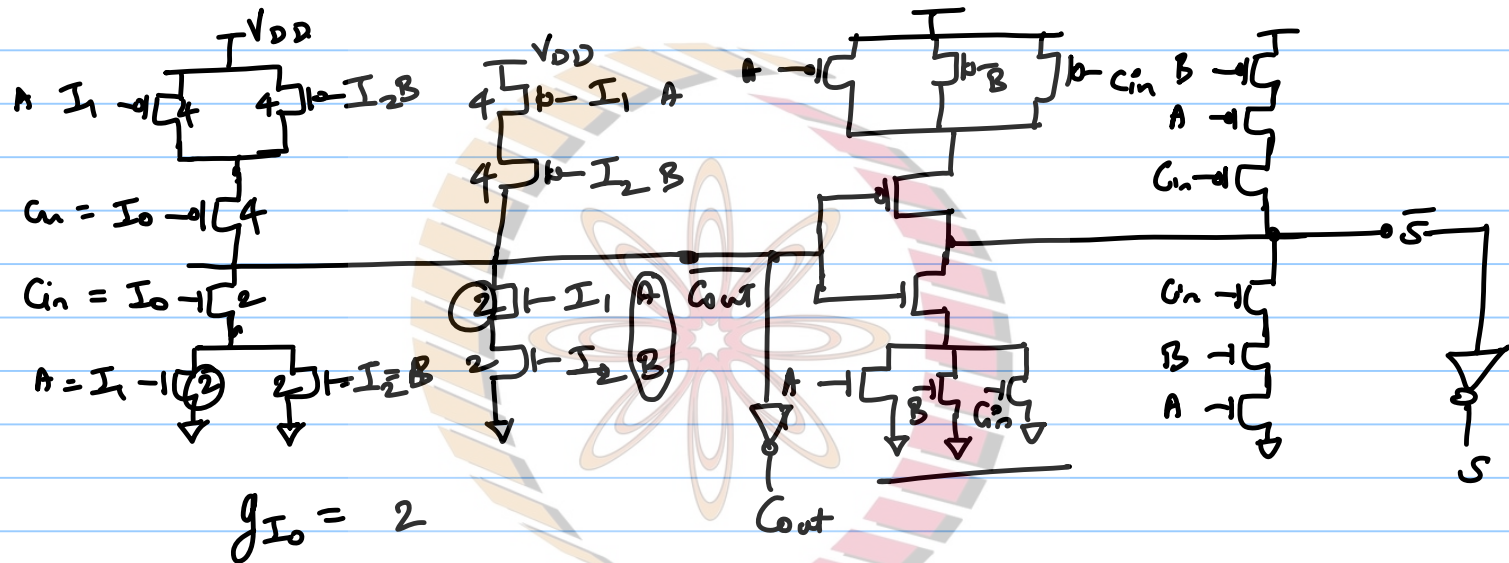 VDD
A I1 4 4 I2 B
Cin = I0 4
Cin = I0 2
A = I1 2 2 I2 = B
gI0 = 2
VDD
4 I1 A
4 I2 B
2 I1 A
2 I2 B
Cout
Cout
A B Cin
A B Cin
B
A
Cin
S
Cin
B
A
S